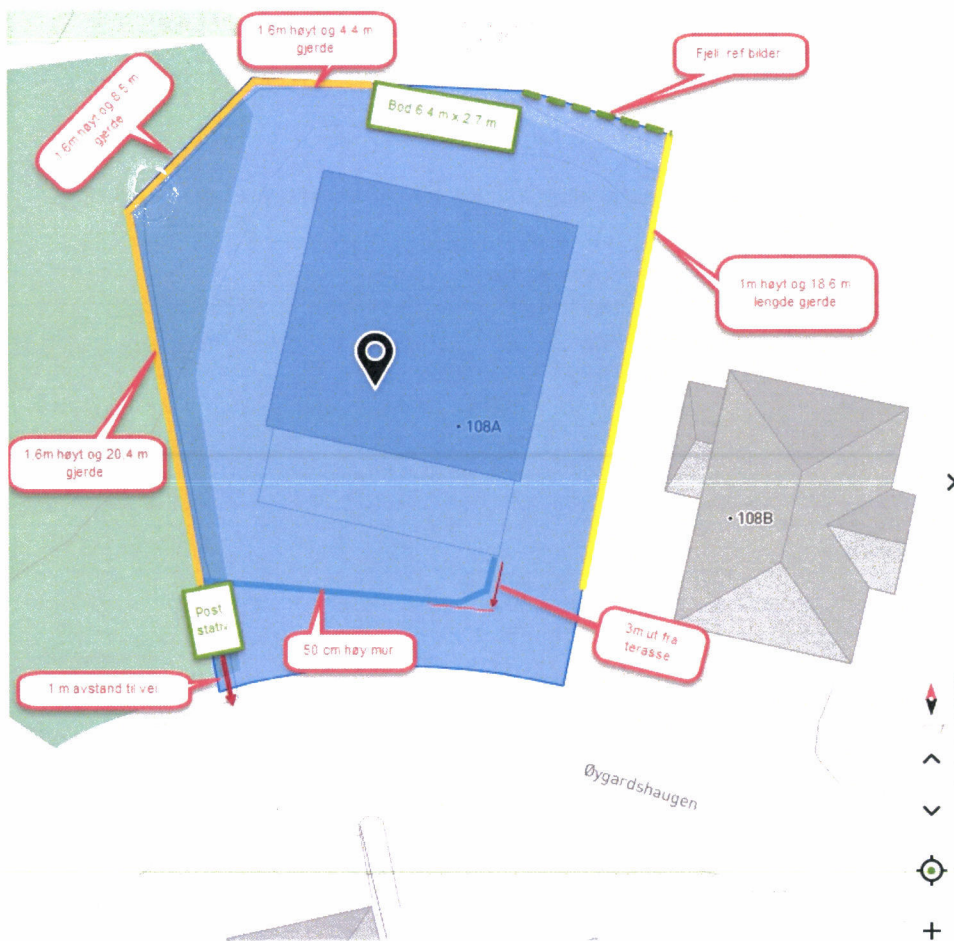 1.6m høyt og 4.4 m
gjerde
Fjell ref bilder
1.6m høyt og 8.5 m
gjerde
Bod 6.4 m x 2.7 m
1m høyt og 18.6 m
lengde gjerde
108A
1.6m høyt og 20.4 m
gjerde
108B
Post
stativ
50 cm høy mur
3m ut fra
terasse
1 m avstand til vei
Øygardshaugen